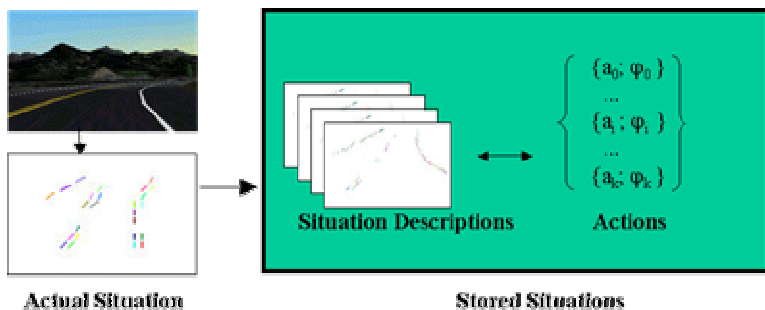 {a₀; φ₀ }
...
{aᵢ; φᵢ }
...
{aₖ; φₖ }
Situation Descriptions
Actions
Actual Situation
Stored Situations